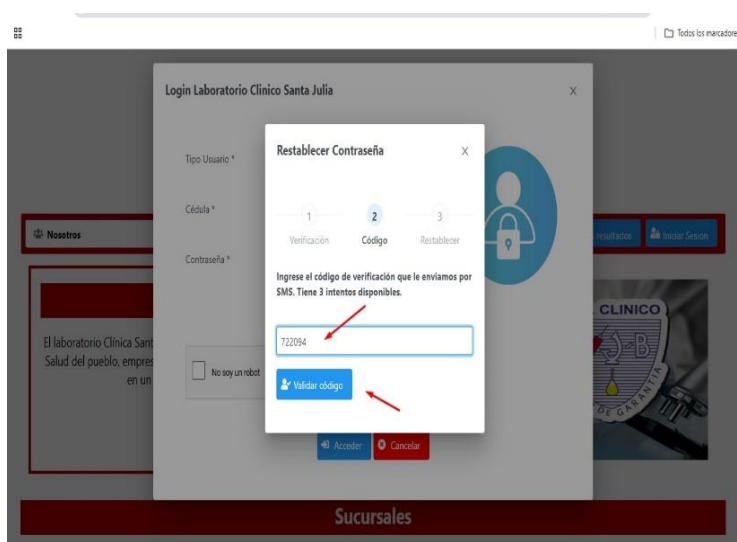 Todos los marcadore
Login Laboratorio Clinico Santa Julia X
Restablecer Contraseña X
Tipo Usuario *
1 2 3
Verificación Código Restablecer
Cédula *
Nosotros
resultados Iniciar Sesion
Contraseña *
Ingrese el código de verificación que le enviamos por
SMS. Tiene 3 intentos disponibles.
722094
No soy un robot
Validar código
El laboratorio Clínica Sant
Salud del pueblo, empres
en un
CLINICO
B
DE GARANTIA
Acceder Cancelar
Sucursales